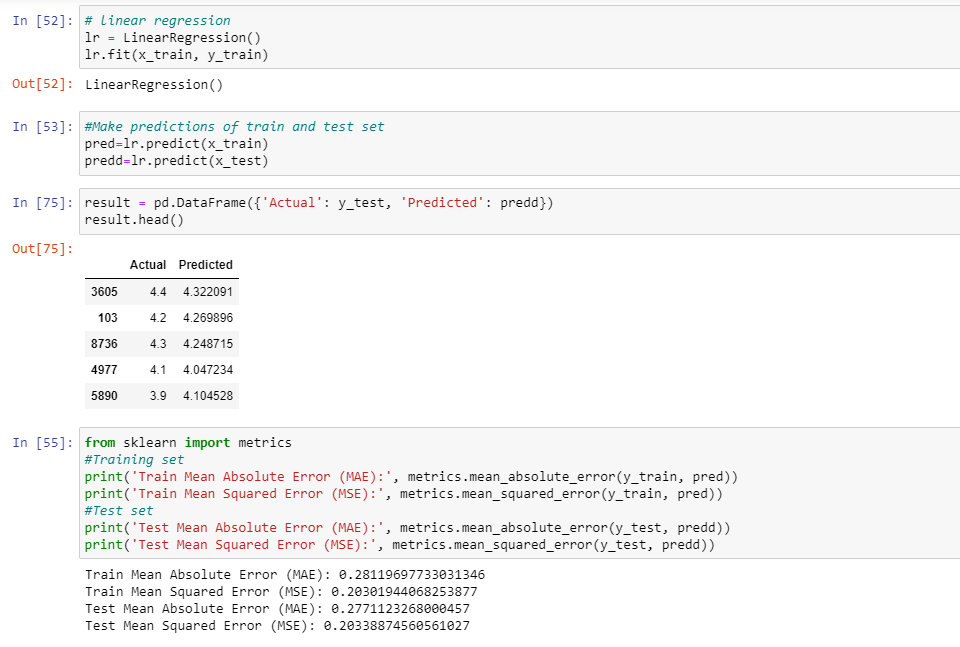 In [52]: # linear regression
lr = LinearRegression()
lr.fit(x_train, y_train)
Out[52]: LinearRegression()
In [53]: #Make predictions of train and test set
pred=lr.predict(x_train)
predd=lr.predict(x_test)
In [75]: result = pd.DataFrame({'Actual': y_test, 'Predicted': predd})
result.head()
Out[75]:
Actual Predicted
3605 4.4 4.322091
103 4.2 4.269896
8736 4.3 4.248715
4977 4.1 4.047234
5890 3.9 4.104528
In [55]: from sklearn import metrics
#Training set
print('Train Mean Absolute Error (MAE):', metrics.mean_absolute_error(y_train, pred))
print('Train Mean Squared Error (MSE):', metrics.mean_squared_error(y_train, pred))
#Test set
print('Test Mean Absolute Error (MAE):', metrics.mean_absolute_error(y_test, predd))
print('Test Mean Squared Error (MSE):', metrics.mean_squared_error(y_test, predd))
Train Mean Absolute Error (MAE): 0.28119697733031346
Train Mean Squared Error (MSE): 0.20301944068253877
Test Mean Absolute Error (MAE): 0.2771123268000457
Test Mean Squared Error (MSE): 0.20338874560561027